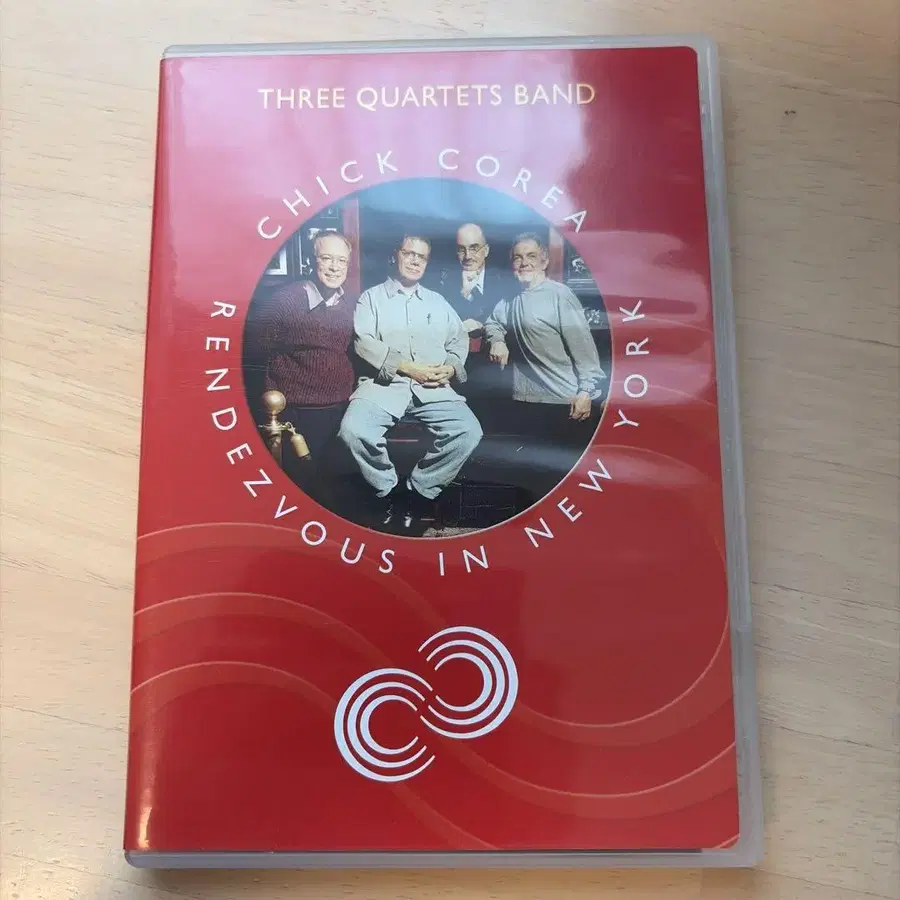 THREE QUARTETS BAND
CHICK COREA
RENDEZVOUS IN NEW YORK